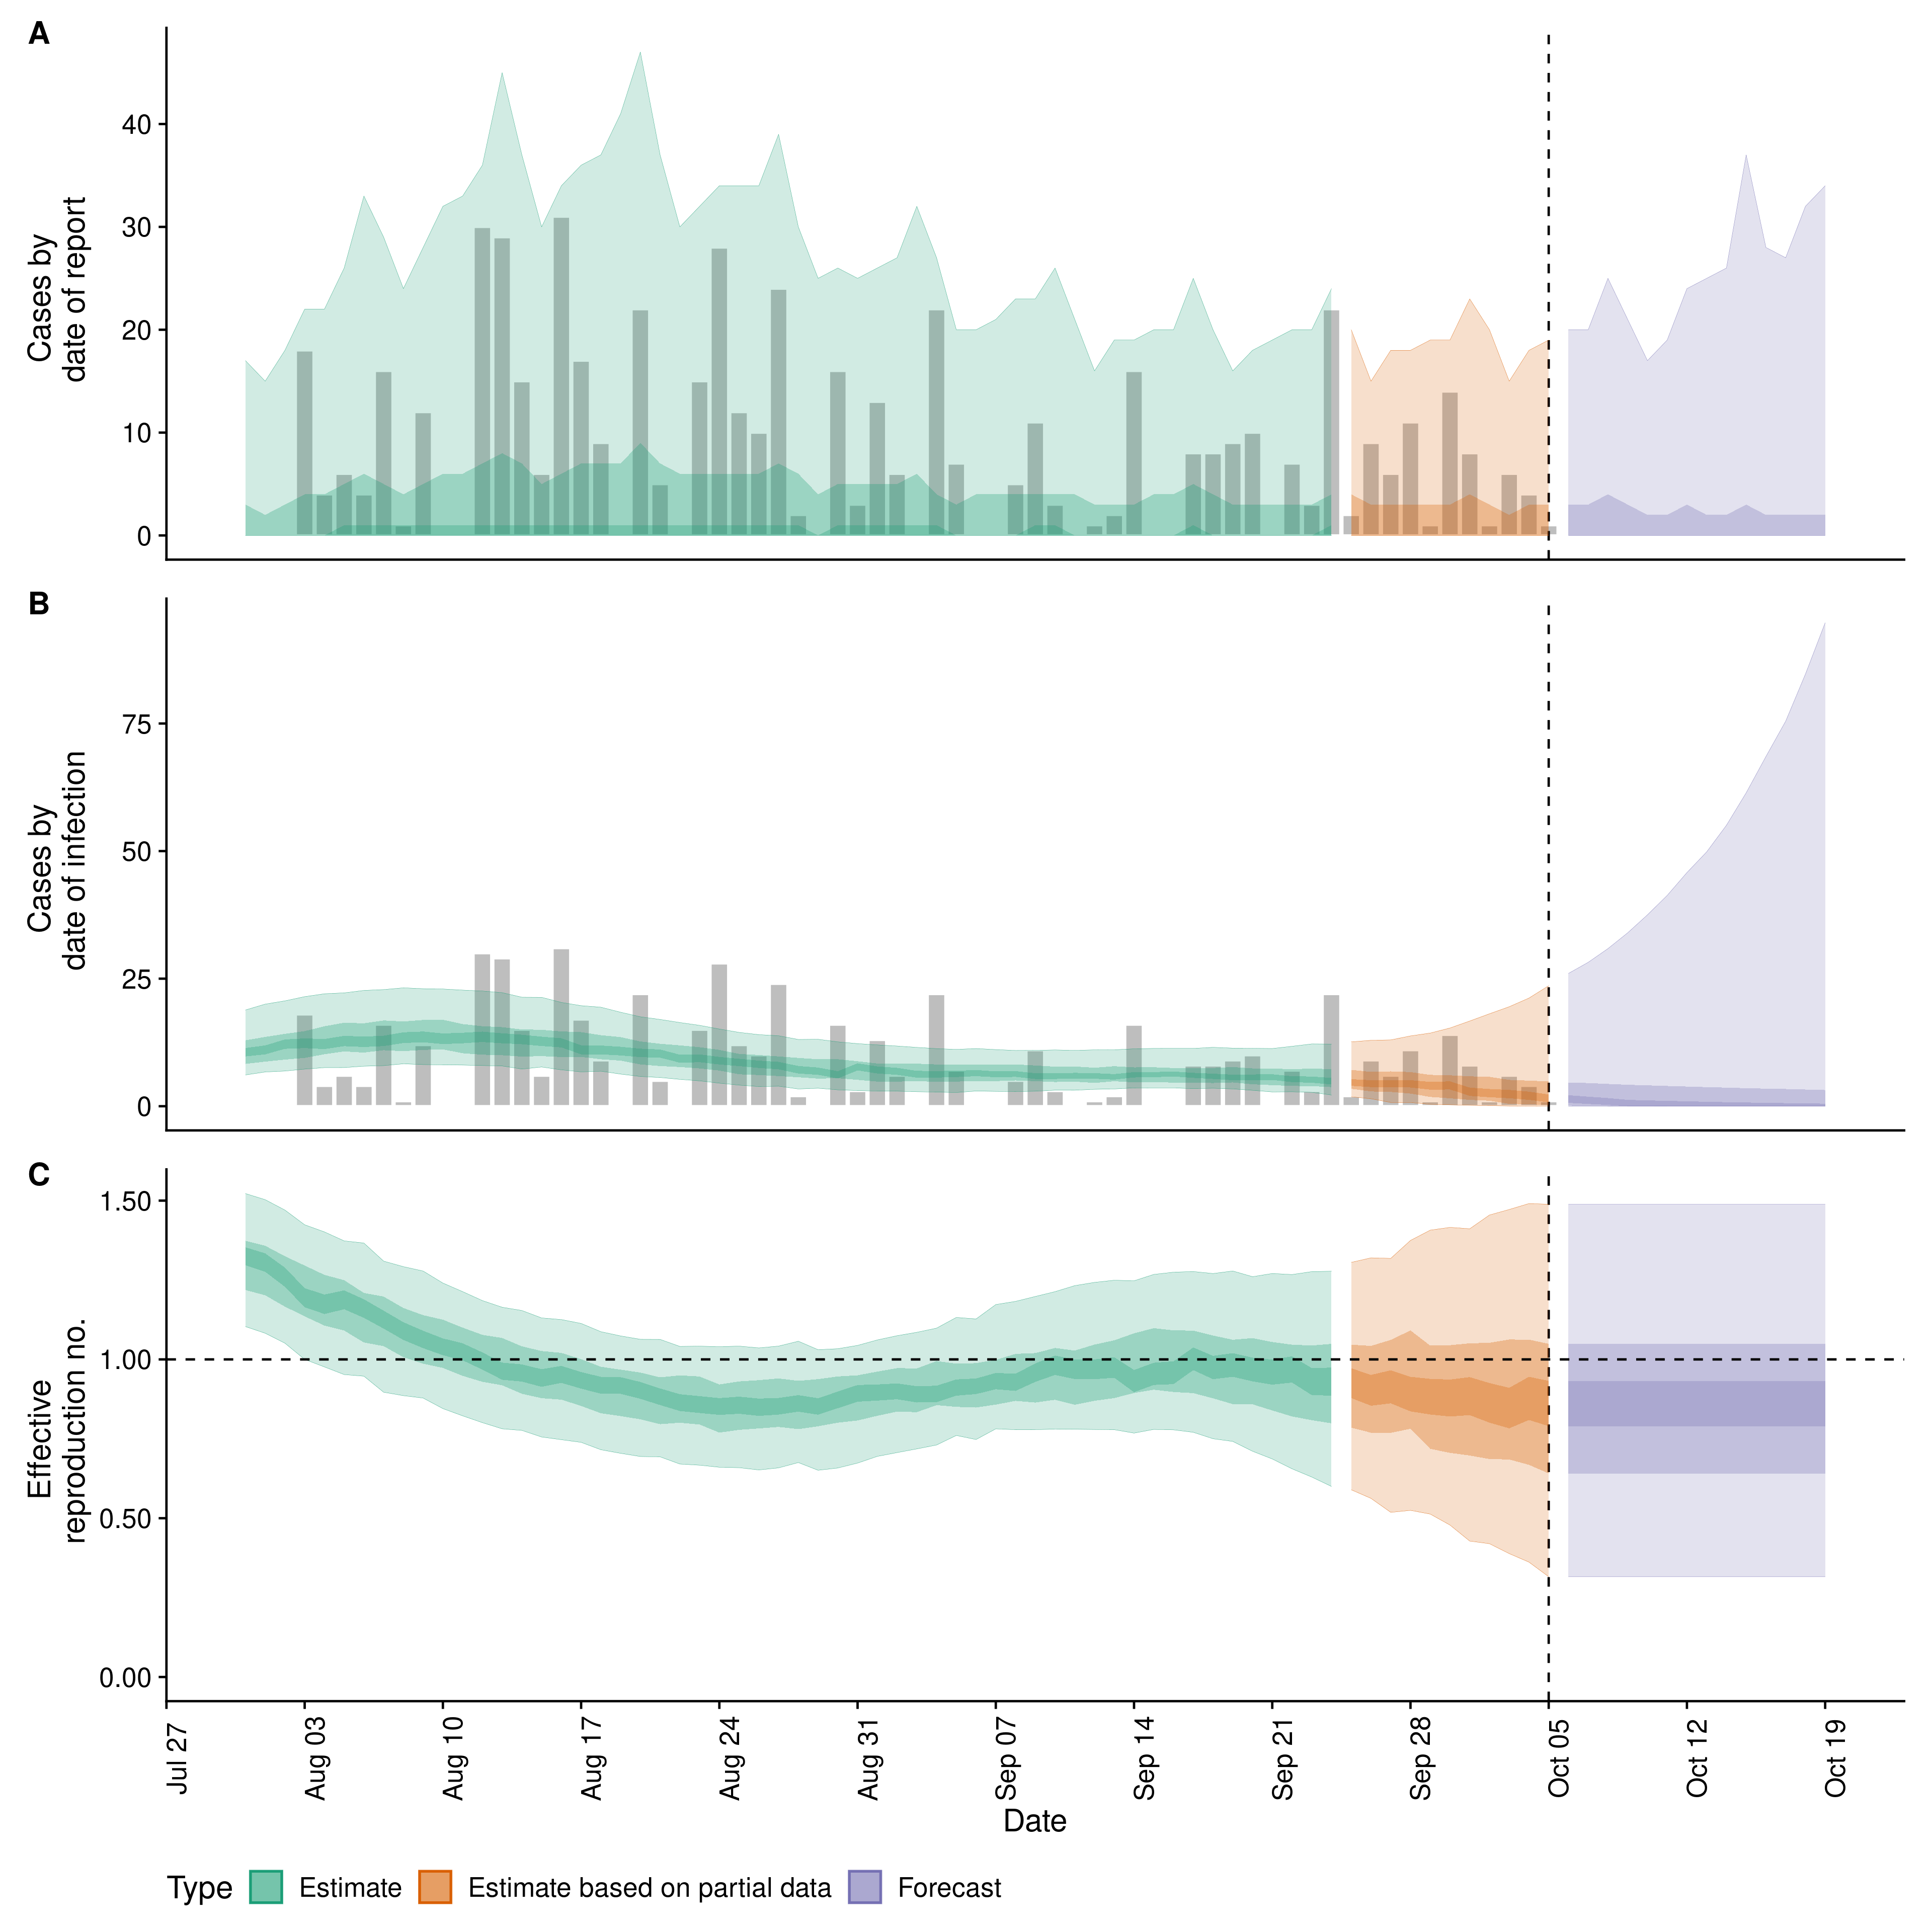 A
Cases by
date of report
40
30
20
10
0
B
Cases by
date of infection
75
50
25
0
C
Effective
reproduction no.
1.50
1.00
0.50
0.00
Jul 27
Aug 03
Aug 10
Aug 17
Aug 24
Aug 31
Sep 07
Sep 14
Sep 21
Sep 28
Oct 05
Oct 12
Oct 19
Date
Type Estimate Estimate based on partial data Forecast